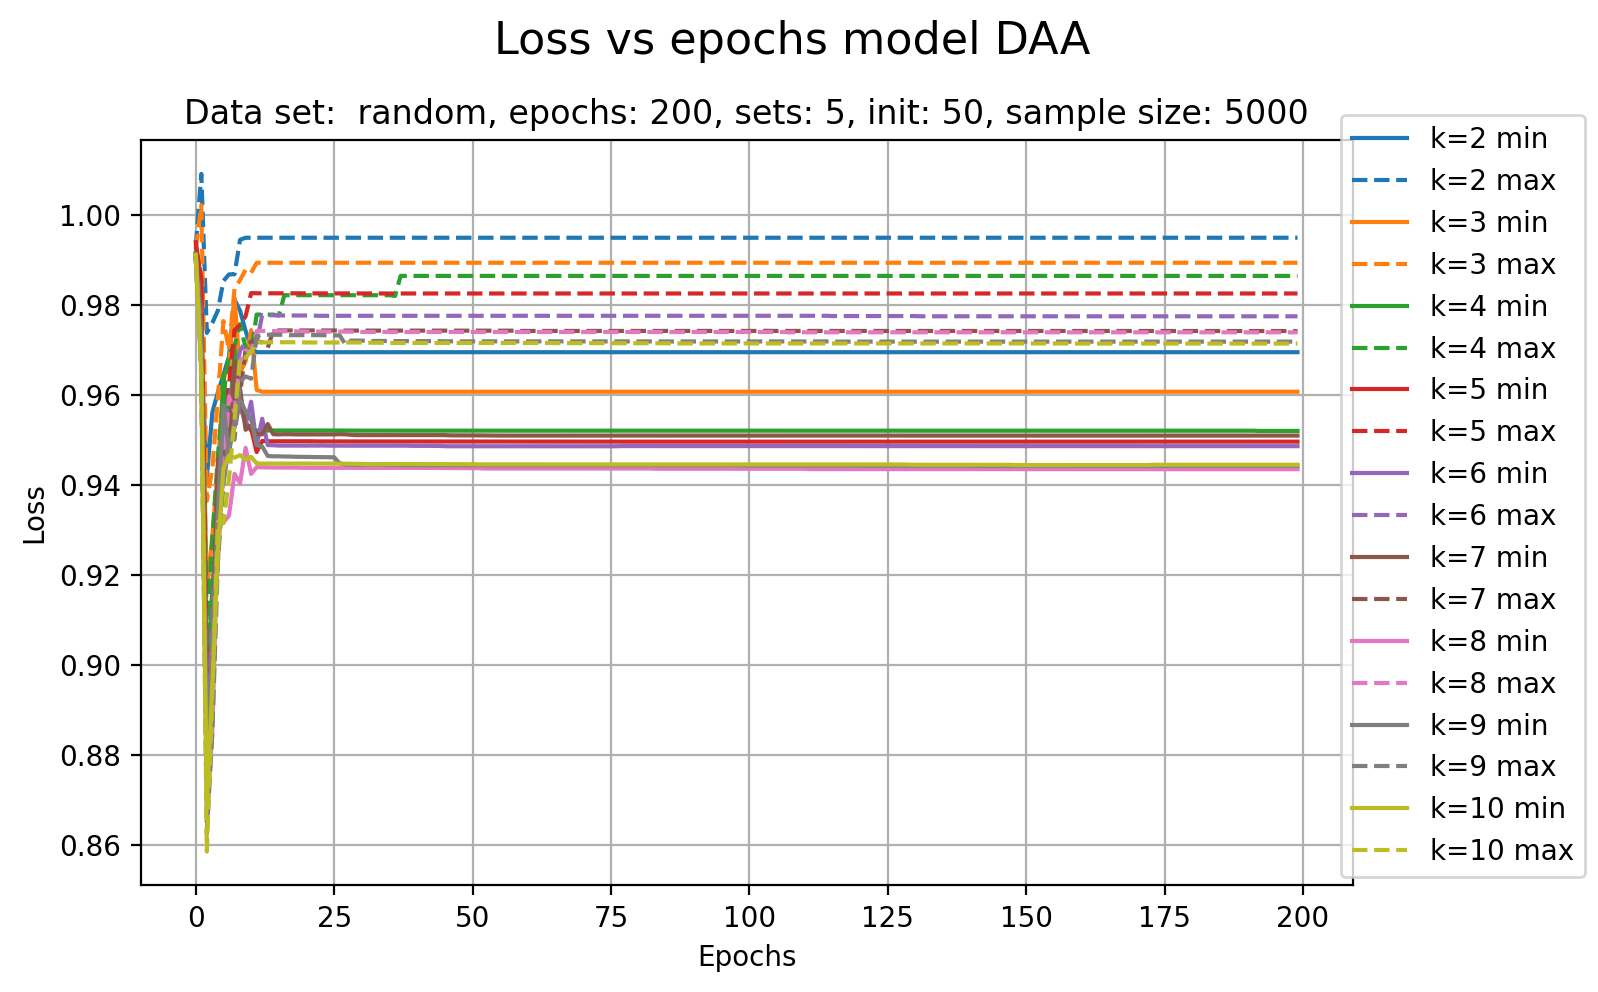 Loss vs epochs model DAA
Data set:  random, epochs: 200, sets: 5, init: 50, sample size: 5000
Loss
1.00
0.98
0.96
0.94
0.92
0.90
0.88
0.86
0 25 50 75 100 125 150 175 200
Epochs
k=2 min
k=2 max
k=3 min
k=3 max
k=4 min
k=4 max
k=5 min
k=5 max
k=6 min
k=6 max
k=7 min
k=7 max
k=8 min
k=8 max
k=9 min
k=9 max
k=10 min
k=10 max